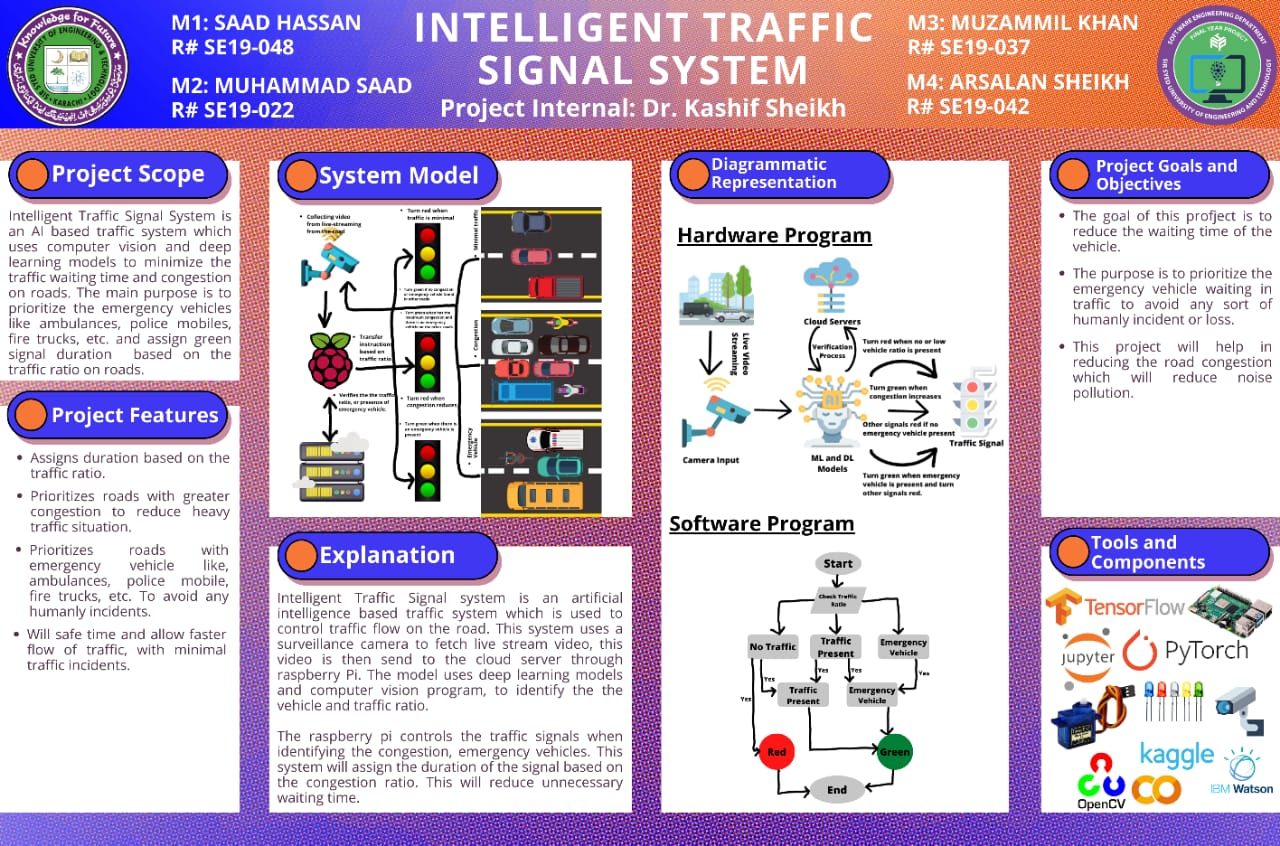 M1: SAAD HASSAN
R# SE19-048
M2: MUHAMMAD SAAD
R# SE19-022
INTELLIGENT TRAFFIC
SIGNAL SYSTEM
Project Internal: Dr. Kashif Sheikh
M3: MUZAMMIL KHAN
R# SE19-037
M4: ARSALAN SHEIKH
R# SE19-042
Knowledge for Future
SIR SYED UNIVERSITY OF ENGINEERING & TECHNOLOGY
KARACHI
SOFTWARE ENGINEERING DEPARTMENT
FINAL YEAR PROJECT
SIR SYED UNIVERSITY OF ENGINEERING AND TECHNOLOGY
Project Scope
Intelligent Traffic Signal System is
an AI based traffic system which
uses computer vision and deep
learning models to minimize the
traffic waiting time and congestion
on roads. The main purpose is to
prioritize the emergency vehicles
like ambulances, police mobiles,
fire trucks, etc. and assign green
signal duration based on the
traffic ratio on roads.
Project Features
• Assigns duration based on the
traffic ratio.
• Prioritizes roads with greater
congestion to reduce heavy
traffic situation.
• Prioritizes roads with
emergency vehicle like,
ambulances, police mobile,
fire trucks, etc. To avoid any
humanly incidents.
• Will safe time and allow faster
flow of traffic, with minimal
traffic incidents.
System Model
• Collecting video
from live-streaming
from the road
• Turn red when
traffic is minimal
• Minimal traffic
• Transfer
instruction
based on
traffic ratio
• Congestion
• Verifies the the traffic
ratio, or presence of
emergency vehicle.
• Turn red when
congestion reduces
• Turn green when there is
an emergency vehicle is
present
• Emergency
Vehicle
Explanation
Intelligent Traffic Signal system is an artificial
intelligence based traffic system which is used to
control traffic flow on the road. This system uses a
surveillance camera to fetch live stream video, this
video is then send to the cloud server through
raspberry Pi. The model uses deep learning models
and computer vision program, to identify the the
vehicle and traffic ratio.
The raspberry pi controls the traffic signals when
identifying the congestion, emergency vehicles. This
system will assign the duration of the signal based on
the congestion ratio. This will reduce unnecessary
waiting time.
Diagrammatic
Representation
Hardware Program
Cloud Servers
Live Video
Streaming
Verification
Process
Turn red when no or low
vehicle ratio is present
Turn green when
congestion increases
AI
Other signals red if no
emergency vehicle present
Traffic Signal
Camera Input
ML and DL
Models
Turn green when emergency
vehicle is present and turn
other signals red.
Software Program
Start
Check Traffic
Ratio
No Traffic
Traffic
Present
Emergency
Vehicle
Yes
Yes
Yes
Yes
Traffic
Present
Emergency
Vehicle
Yes
Red
Green
End
Project Goals and
Objectives
• The goal of this profject is to
reduce the waiting time of the
vehicle.
• The purpose is to prioritize the
emergency vehicle waiting in
traffic to avoid any sort of
humanly incident or loss.
• This project will help in
reducing the road congestion
which will reduce noise
pollution.
Tools and
Components
TensorFlow
jupyter
PyTorch
kaggle
OpenCV
IBM Watson